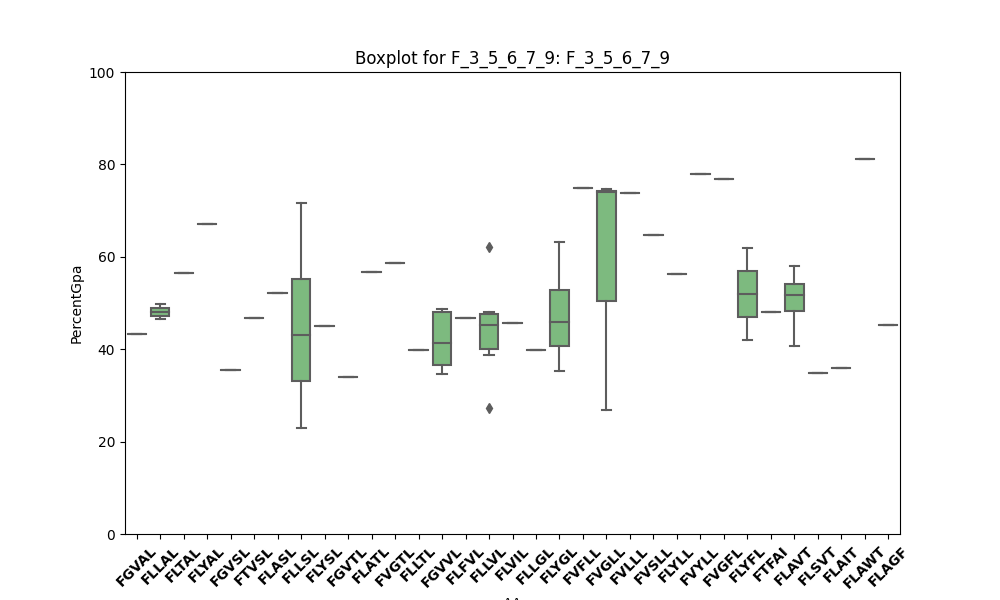 Boxplot for F_3_5_6_7_9: F_3_5_6_7_9
PercentGpa
100
80
60
40
20
0
FGVAL
FLLAL
FLTAL
FLYAL
FGVSL
FTVSL
FLASL
FLLSL
FLYSL
FGVTL
FLATL
FVGTL
FLLTL
FGVVL
FLFVL
FLLVL
FLVIL
FLLGL
FLYGL
FVFLL
FVGLL
FVLLL
FVSLL
FLYLL
FVYLL
FVGFL
FLYFL
FTFAI
FLAVT
FLSVT
FLAIT
FLAWT
FLAGF